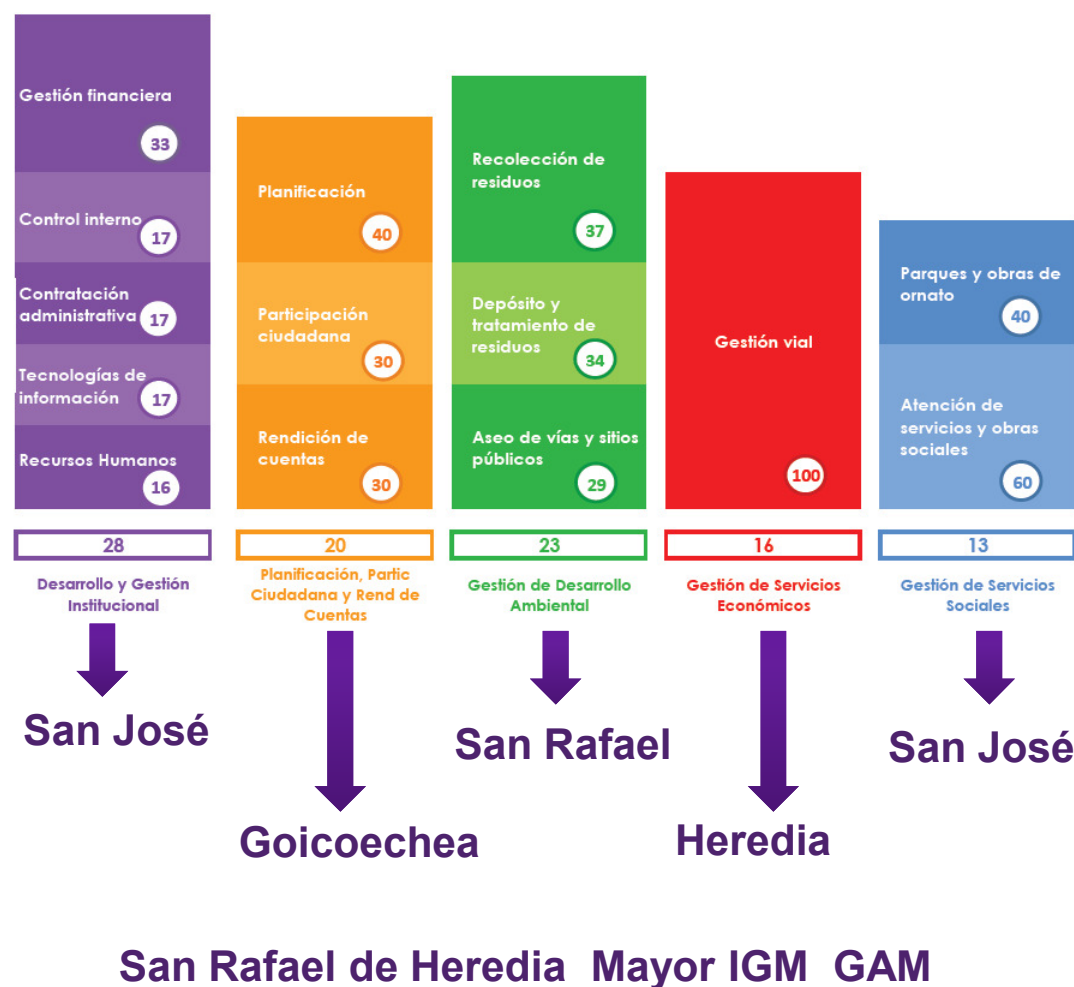 Gestión financiera
33
Control interno
17
Contratación
administrativa
17
Tecnologías de
información
17
Recursos Humanos
16
28
Desarrollo y Gestión
Institucional
San José
Planificación
40
Participación
ciudadana
30
Rendición de
cuentas
30
20
Planificación, Partic
Ciudadana y Rend de
Cuentas
Goicoechea
Recolección de
residuos
37
Depósito y
tratamiento de
residuos
34
Aseo de vías y sitios
públicos
29
23
Gestión de Desarrollo
Ambiental
San Rafael
Gestión vial
100
16
Gestión de Servicios
Económicos
Heredia
Parques y obras de
ornato
40
Atención de
servicios y obras
sociales
60
13
Gestión de Servicios
Sociales
San José
San Rafael de Heredia Mayor IGM GAM